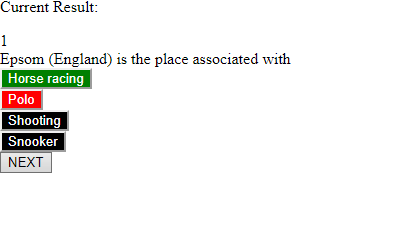 Current Result:
1
Epsom (England) is the place associated with
Horse racing
Polo
Shooting
Snooker
NEXT